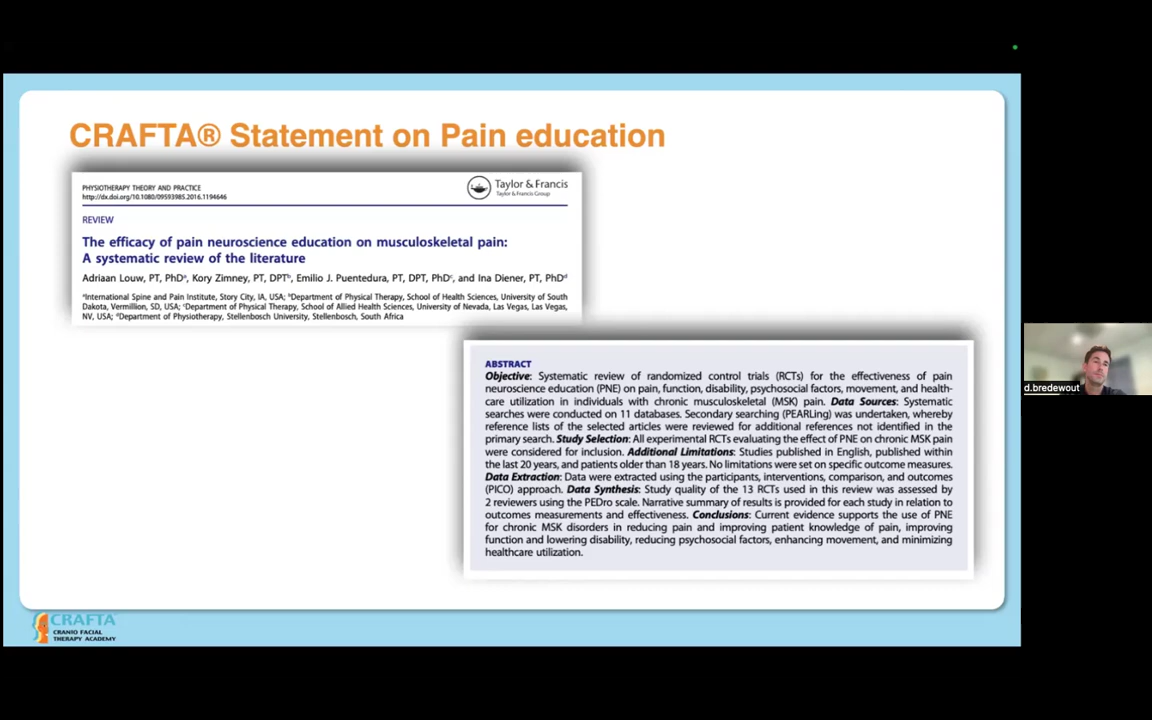 CRAFTA® Statement on Pain education
PHYSIOTHERAPY THEORY AND PRACTICE
http://dx.doi.org/10.1080/09593985.2016.1194646
Taylor & Francis
Taylor & Francis Group
REVIEW
The efficacy of pain neuroscience education on musculoskeletal pain:
A systematic review of the literature
Adriaan Louw, PT, PhDᵃ, Kory Zimney, PT, DPTᵇ, Emilio J. Puentedura, PT, DPT, PhDᶜ, and Ina Diener, PT, PhDᵈ
ᵃInternational Spine and Pain Institute, Story City, IA, USA; ᵇDepartment of Physical Therapy, School of Health Sciences, University of South
Dakota, Vermillion, SD, USA; ᶜDepartment of Physical Therapy, School of Allied Health Sciences, University of Nevada, Las Vegas, Las Vegas,
NV, USA; ᵈDepartment of Physiotherapy, Stellenbosch University, Stellenbosch, South Africa
ABSTRACT
Objective: Systematic review of randomized control trials (RCTs) for the effectiveness of pain
neuroscience education (PNE) on pain, function, disability, psychosocial factors, movement, and health-
care utilization in individuals with chronic musculoskeletal (MSK) pain. Data Sources: Systematic
searches were conducted on 11 databases. Secondary searching (PEARLing) was undertaken, whereby
reference lists of the selected articles were reviewed for additional references not identified in the
primary search. Study Selection: All experimental RCTs evaluating the effect of PNE on chronic MSK pain
were considered for inclusion. Additional Limitations: Studies published in English, published within
the last 20 years, and patients older than 18 years. No limitations were set on specific outcome measures.
Data Extraction: Data were extracted using the participants, interventions, comparison, and outcomes
(PICO) approach. Data Synthesis: Study quality of the 13 RCTs used in this review was assessed by
2 reviewers using the PEDro scale. Narrative summary of results is provided for each study in relation to
outcomes measurements and effectiveness. Conclusions: Current evidence supports the use of PNE
for chronic MSK disorders in reducing pain and improving patient knowledge of pain, improving
function and lowering disability, reducing psychosocial factors, enhancing movement, and minimizing
healthcare utilization.
d.bredewout
CRAFTA
CRANIO FACIAL
THERAPY ACADEMY